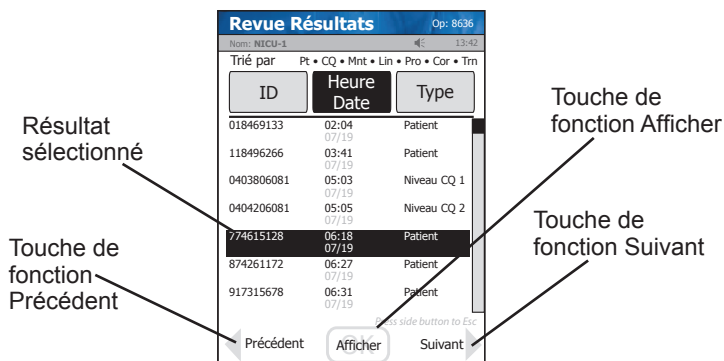 Revue Résultats Op: 8636
Nom: NICU-1 13:42
Trié par Pt • CQ • Mnt • Lin • Pro • Cor • Trn
ID
Heure
Date
Type
018469133 02:04 Patient
07/19
118496266 03:41 Patient
07/19
0403806081 05:03 Niveau CQ 1
07/19
0404206081 05:05 Niveau CQ 2
07/19
774615128 06:18 Patient
07/19
874261172 06:27 Patient
07/19
917315678 06:31 Patient
07/19
Press side button to Esc
Précédent OK Afficher Suivant
Résultat
sélectionné
Touche de
fonction
Précédent
Touche de
fonction Afficher
Touche de
fonction Suivant